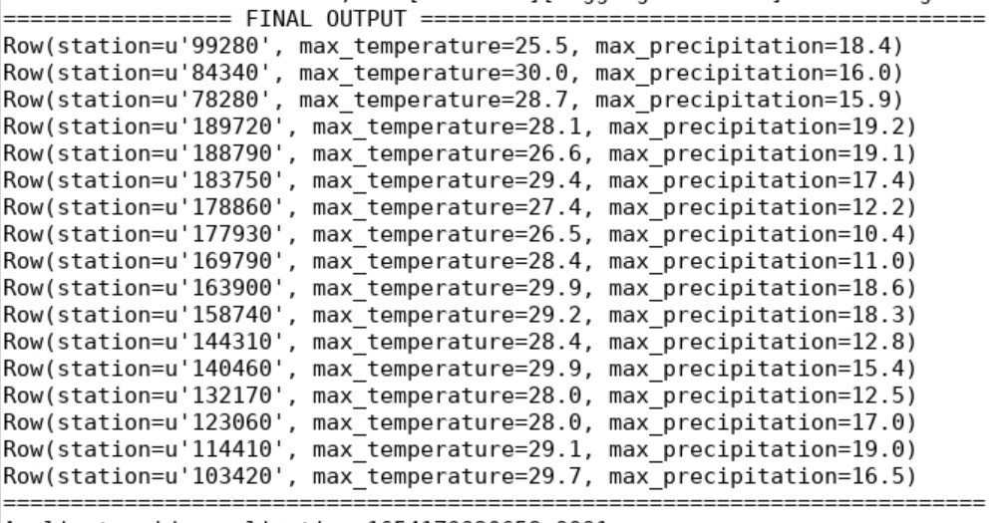 ================= FINAL OUTPUT ==========================================
Row(station=u'99280', max_temperature=25.5, max_precipitation=18.4)
Row(station=u'84340', max_temperature=30.0, max_precipitation=16.0)
Row(station=u'78280', max_temperature=28.7, max_precipitation=15.9)
Row(station=u'189720', max_temperature=28.1, max_precipitation=19.2)
Row(station=u'188790', max_temperature=26.6, max_precipitation=19.1)
Row(station=u'183750', max_temperature=29.4, max_precipitation=17.4)
Row(station=u'178860', max_temperature=27.4, max_precipitation=12.2)
Row(station=u'177930', max_temperature=26.5, max_precipitation=10.4)
Row(station=u'169790', max_temperature=28.4, max_precipitation=11.0)
Row(station=u'163900', max_temperature=29.9, max_precipitation=18.6)
Row(station=u'158740', max_temperature=29.2, max_precipitation=18.3)
Row(station=u'144310', max_temperature=28.4, max_precipitation=12.8)
Row(station=u'140460', max_temperature=29.9, max_precipitation=15.4)
Row(station=u'132170', max_temperature=28.0, max_precipitation=12.5)
Row(station=u'123060', max_temperature=28.0, max_precipitation=17.0)
Row(station=u'114410', max_temperature=29.1, max_precipitation=19.0)
Row(station=u'103420', max_temperature=29.7, max_precipitation=16.5)
=========================================================================